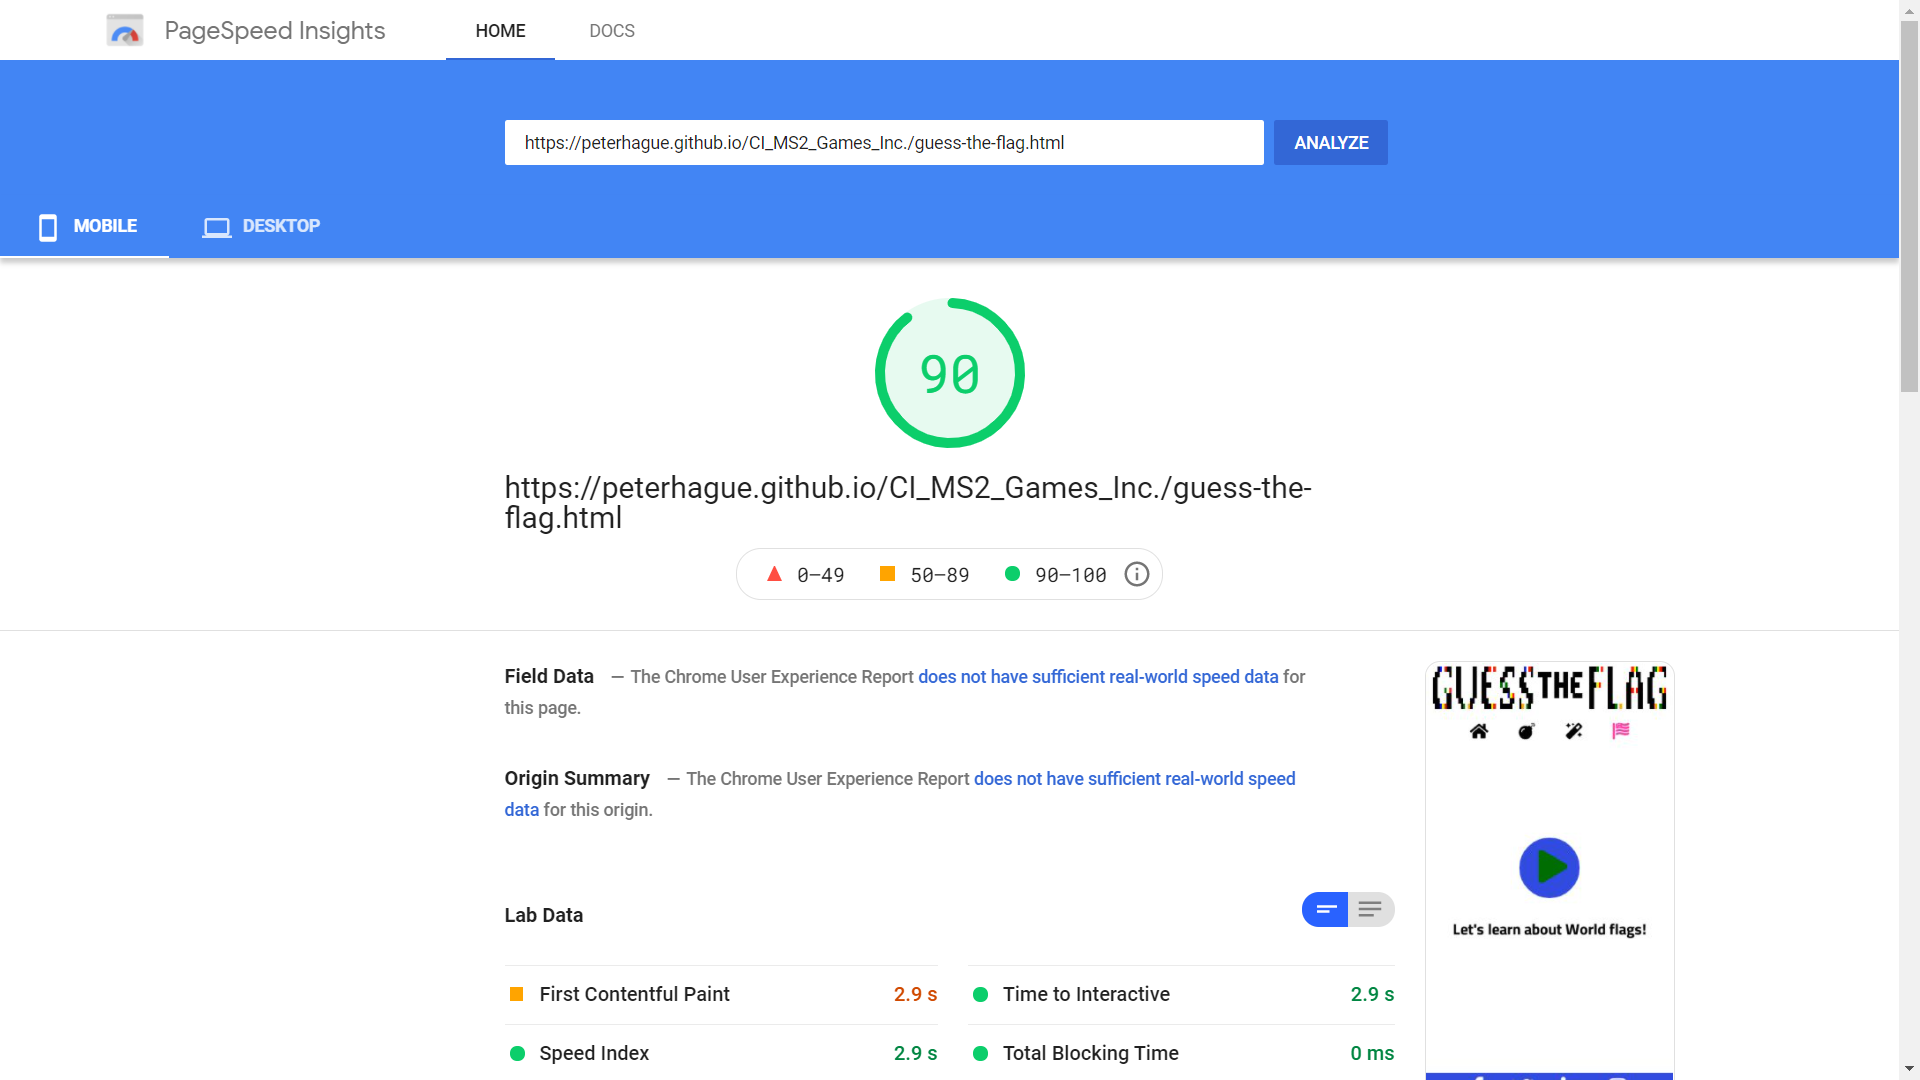 PageSpeed Insights
HOME
DOCS
https://peterhague.github.io/CI_MS2_Games_Inc./guess-the-flag.html
ANALYZE
MOBILE
DESKTOP
90
https://peterhague.github.io/CI_MS2_Games_Inc./guess-the-
flag.html
0–49
50–89
90–100
Field Data — The Chrome User Experience Report does not have sufficient real-world speed data for
this page.
Origin Summary — The Chrome User Experience Report does not have sufficient real-world speed
data for this origin.
Lab Data
First Contentful Paint 2.9 s
Time to Interactive 2.9 s
Speed Index 2.9 s
Total Blocking Time 0 ms
GUESS THE FLAG
Let's learn about World flags!